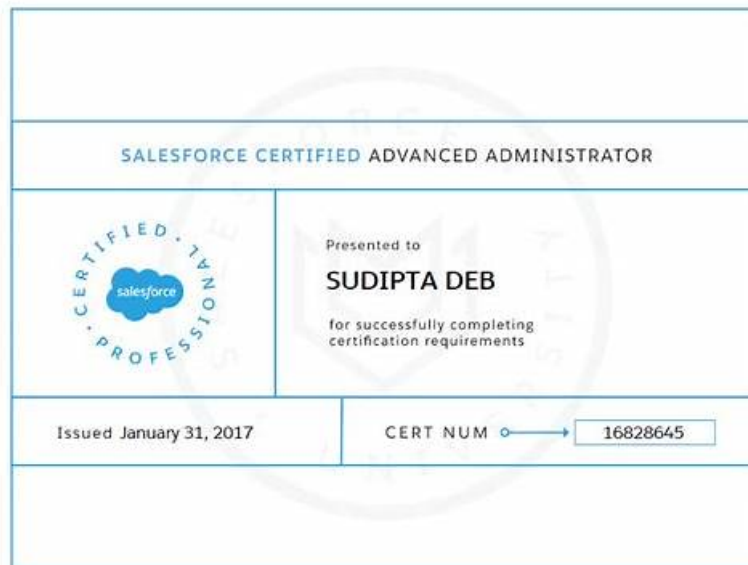 SALESFORCE CERTIFIED ADVANCED ADMINISTRATOR
CERTIFIED · PROFESSIONAL ·
salesforce
Presented to
SUDIPTA DEB
for successfully completing
certification requirements
Issued January 31, 2017
CERT NUM 16828645